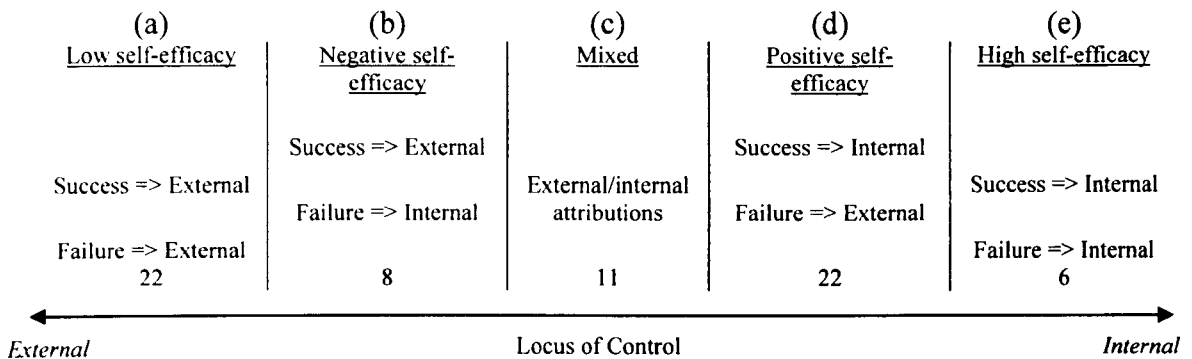 (a) (b) (c) (d) (e)
Low self-efficacy Negative self- Mixed Positive self- High self-efficacy
efficacy efficacy
Success => External Success => Internal
Success => External External/internal Success => Internal
Failure => Internal attributions Failure => External
Failure => External Failure => Internal
22 8 11 22 6
External Locus of Control Internal